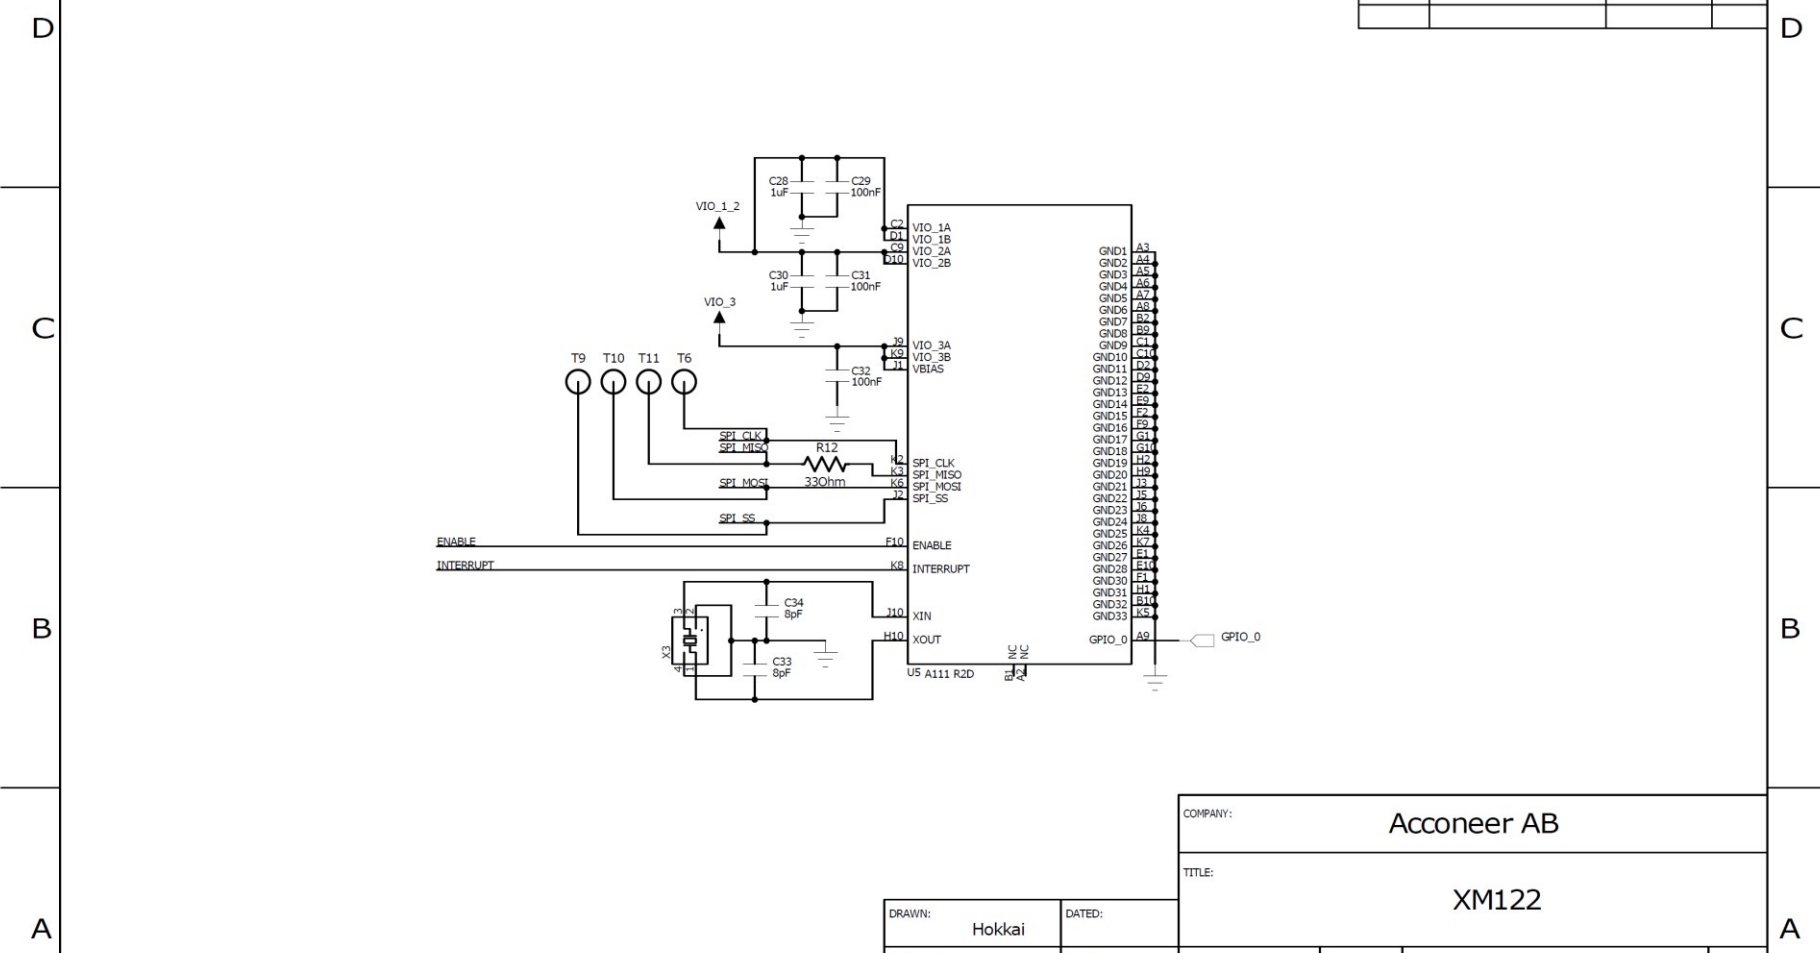 D
D
C28
1uF
C29
100nF
VIO_1_2
C2
VIO_1A
D1
VIO_1B
C9
VIO_2A
D10
VIO_2B
C30
1uF
C31
100nF
VIO_3
C
C
J9
VIO_3A
K9
VIO_3B
J1
VBIAS
C32
100nF
T9 T10 T11 T6
SPI_CLK
SPI_MISO
R12
33Ohm
SPI_MOSI
SPI_SS
K2
SPI_CLK
K3
SPI_MISO
K6
SPI_MOSI
J2
SPI_SS
ENABLE
F10
ENABLE
INTERRUPT
K8
INTERRUPT
C34
8pF
J10
XIN
H10
XOUT
X3
3
2
4
1
C33
8pF
U5 A111 R2D
NC
NC
B1
A2
GND1 A3
GND2 A4
GND3 A5
GND4 A6
GND5 A7
GND6 A8
GND7 B2
GND8 B9
GND9 C1
GND10 C10
GND11 D2
GND12 D9
GND13 E2
GND14 E9
GND15 F2
GND16 F9
GND17 G1
GND18 G10
GND19 H2
GND20 H9
GND21 J3
GND22 J5
GND23 J6
GND24 J8
GND25 K4
GND26 K7
GND27 E1
GND28 E10
GND30 F1
GND31 H1
GND32 B10
GND33 K5
GPIO_0 A9
GPIO_0
B
B
COMPANY:
Acconeer AB
TITLE:
XM122
DRAWN:
Hokkai
DATED:
A
A